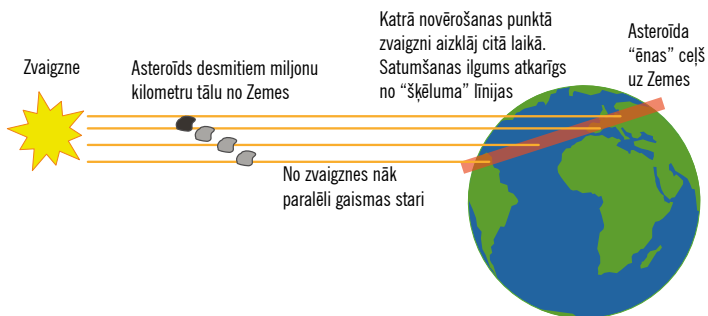 Zvaigzne
Asteroīds desmitiem miljonu
kilometru tālu no Zemes
Katrā novērošanas punktā
zvaigzni aizklāj citā laikā.
Satumšanas ilgums atkarīgs
no “šķēluma” līnijas
Asteroīda
“ēnas” ceļš
uz Zemes
No zvaigznes nāk
paralēli gaismas stari